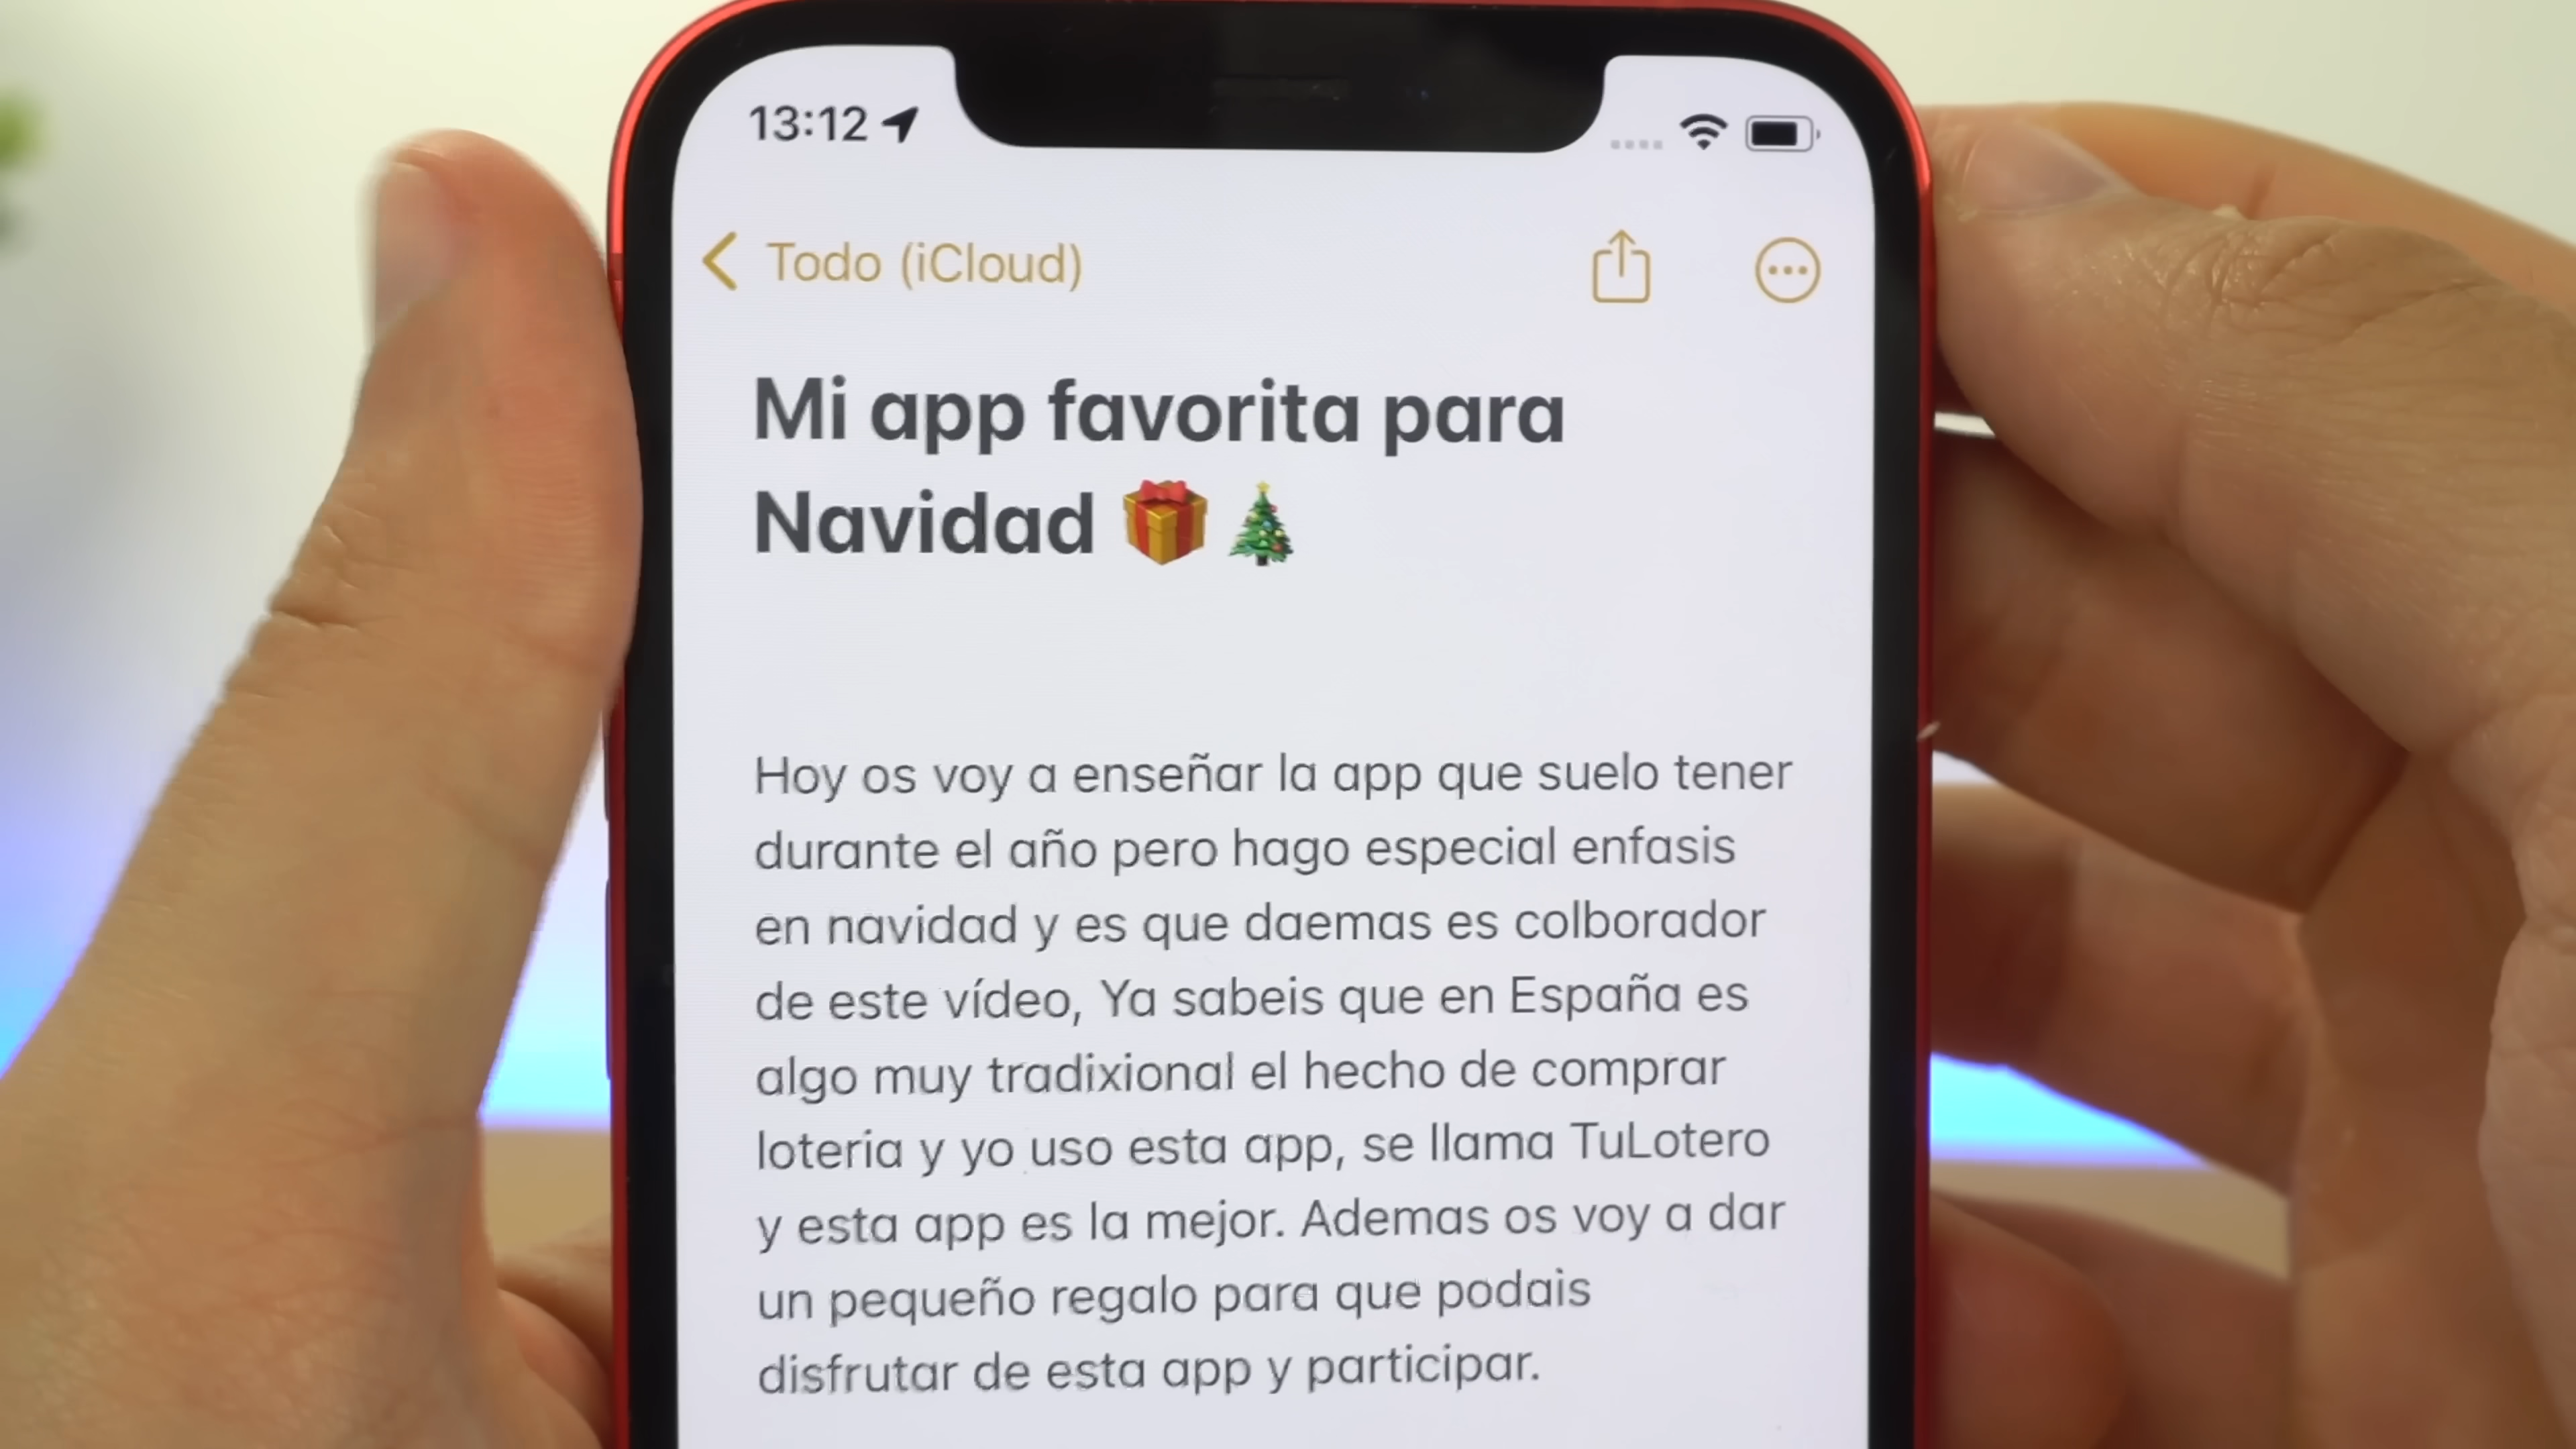 13:12
Todo (iCloud)
Mi app favorita para
Navidad 🎁🎄
Hoy os voy a enseñar la app que suelo tener
durante el año pero hago especial enfasis
en navidad y es que daemas es colborador
de este vídeo, Ya sabeis que en España es
algo muy tradixional el hecho de comprar
loteria y yo uso esta app, se llama TuLotero
y esta app es la mejor. Ademas os voy a dar
un pequeño regalo para que podais
disfrutar de esta app y participar.